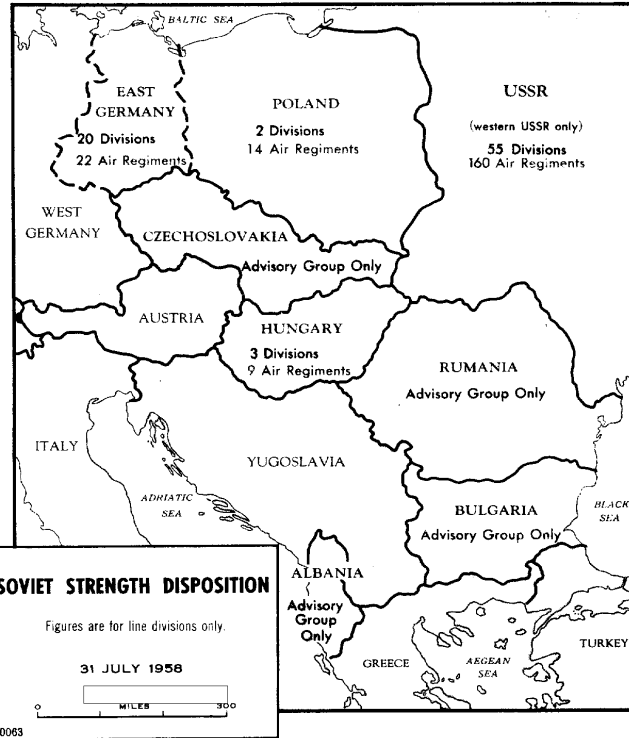 BALTIC SEA
EAST
GERMANY
20 Divisions
22 Air Regiments
POLAND
2 Divisions
14 Air Regiments
USSR
(western USSR only)
55 Divisions
160 Air Regiments
WEST
GERMANY
CZECHOSLOVAKIA
Advisory Group Only
AUSTRIA
HUNGARY
3 Divisions
9 Air Regiments
RUMANIA
Advisory Group Only
ITALY
YUGOSLAVIA
ADRIATIC
SEA
BULGARIA
Advisory Group Only
BLACK
SEA
ALBANIA
Advisory
Group
Only
GREECE
AEGEAN
SEA
TURKEY
SOVIET STRENGTH DISPOSITION
Figures are for line divisions only.
31 JULY 1958
0 MILES 300
0063